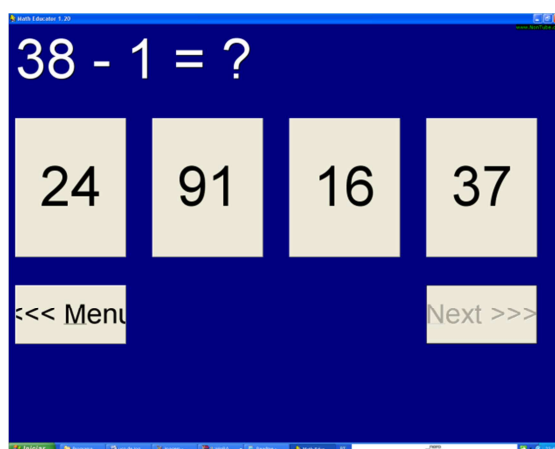 Math Educator 1.20
38 - 1 = ?
24 91 16 37
<<< Menu
Next >>>